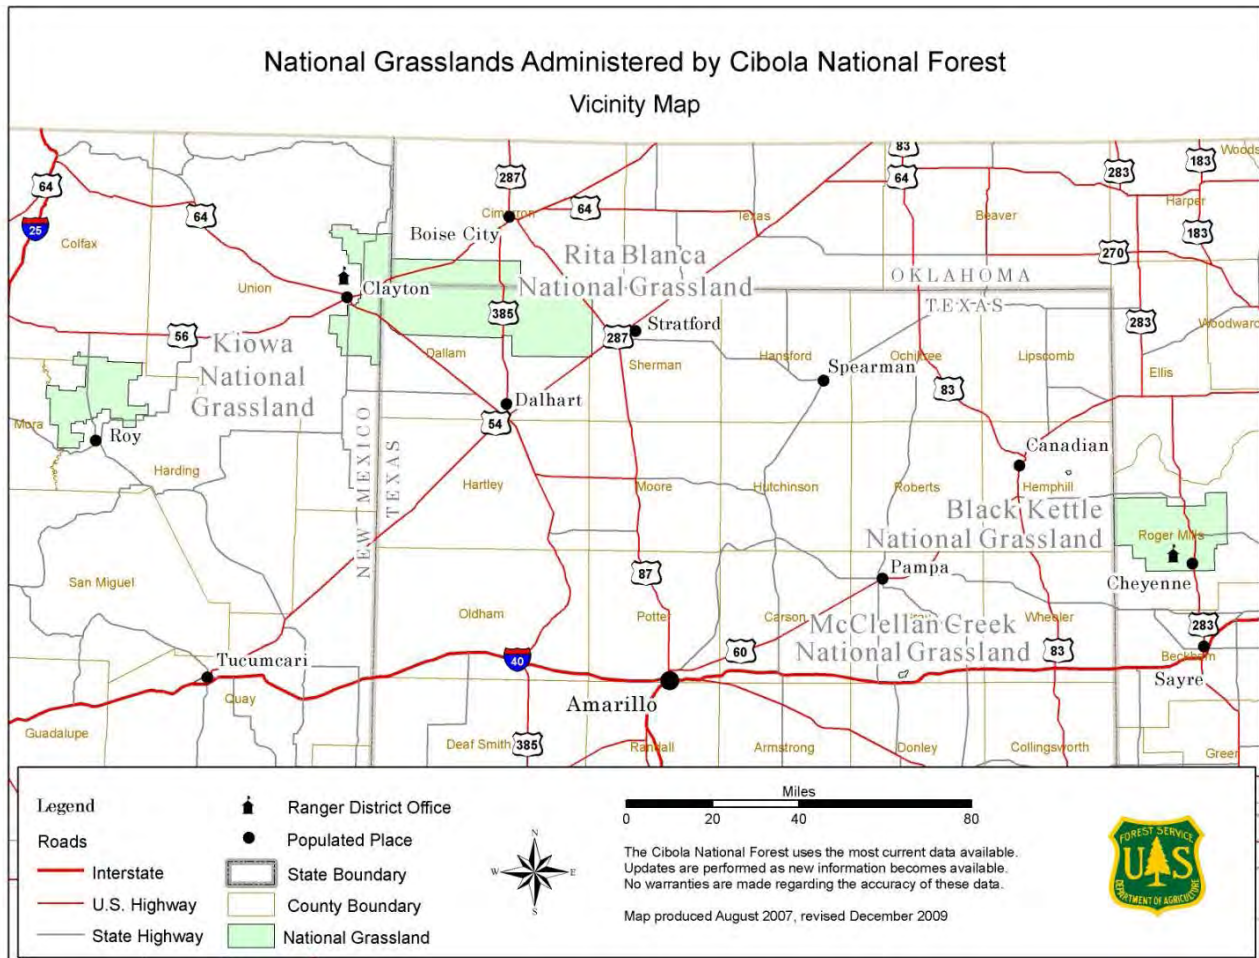 National Grasslands Administered by Cibola National Forest
Vicinity Map
83
Woods
287
64
283
183
64
64
Cimarron
64
Texas
Beaver
Harper
25
Colfax
Boise City
183
Rita Blanca
National Grassland
270
Union
Clayton
OKLAHOMA
TEXAS
56
385
Stratford
287
283
Woodward
Kiowa
National
Grassland
Dallam
Sherman
Hansford
Ochiltree
Lipscomb
Spearman
Ellis
83
Dalhart
54
Mora
Roy
NEW MEXICO
TEXAS
Canadian
Harding
Hartley
Moore
Hutchinson
Roberts
Hemphill
Black Kettle
National Grassland
Roger Mills
Pampa
Cheyenne
San Miguel
87
Oldham
Potter
Carson
Wheeler
McClellan Creek
National Grassland
283
60
83
Beckham
Tucumcari
40
Sayre
Quay
Amarillo
Guadalupe
Deaf Smith
385
Randall
Armstrong
Donley
Collingsworth
Greer
Legend
Roads
Interstate
U.S. Highway
State Highway
Ranger District Office
Populated Place
State Boundary
County Boundary
National Grassland
N
W
E
S
Miles
0 20 40 80
The Cibola National Forest uses the most current data available.
Updates are performed as new information becomes available.
No warranties are made regarding the accuracy of these data.
Map produced August 2007, revised December 2009
FOREST SERVICE
U S
DEPARTMENT OF AGRICULTURE